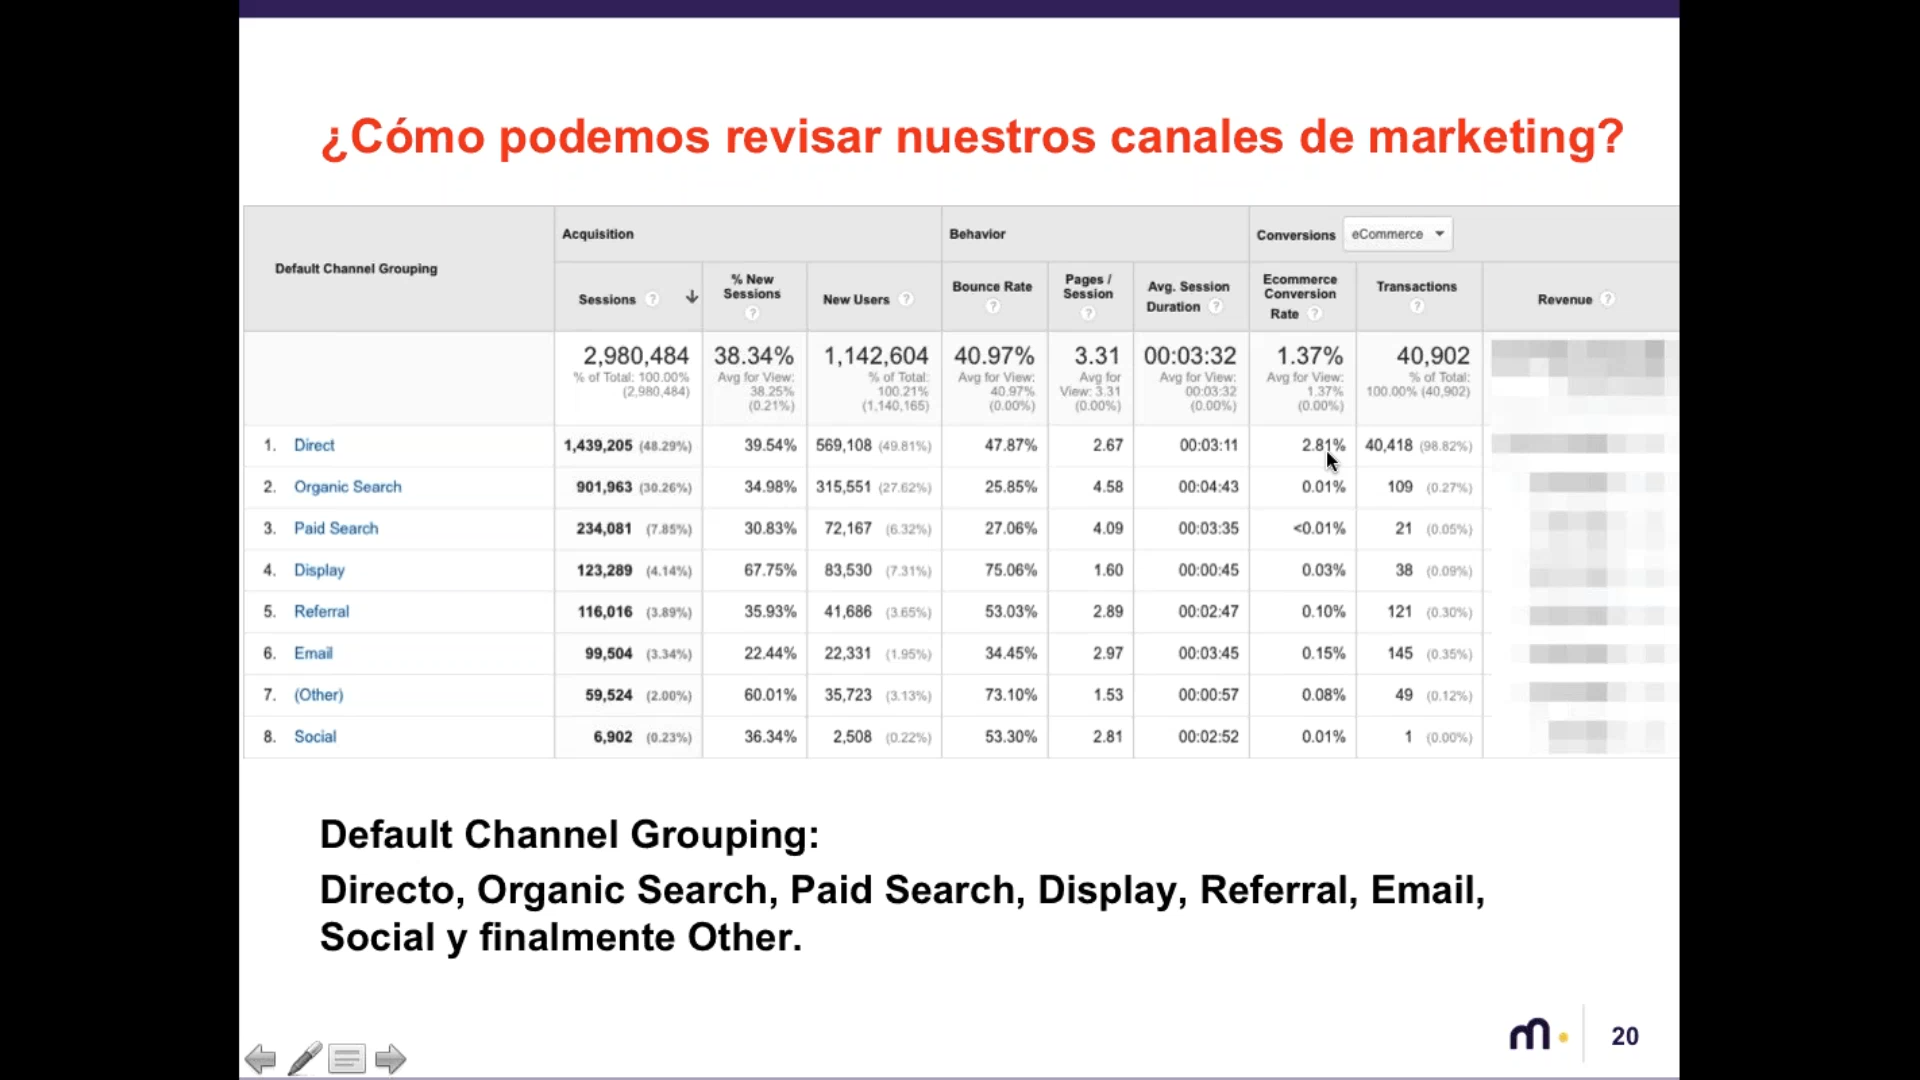 ¿Cómo podemos revisar nuestros canales de marketing?
Default Channel Grouping
Acquisition
Behavior
Conversions eCommerce
Sessions ? % New Sessions ? New Users ? Bounce Rate ? Pages / Session ? Avg. Session Duration ? Ecommerce Conversion Rate ? Transactions ? Revenue ?
2,980,484 38.34% 1,142,604 40.97% 3.31 00:03:32 1.37% 40,902
% of Total: 100.00% (2,980,484) Avg for View: 38.25% (0.21%) % of Total: 100.21% (1,140,165) Avg for View: 40.97% (0.00%) Avg for View: 3.31 (0.00%) Avg for View: 00:03:32 (0.00%) Avg for View: 1.37% (0.00%) % of Total: 100.00% (40,902)
1. Direct 1,439,205 (48.29%) 39.54% 569,108 (49.81%) 47.87% 2.67 00:03:11 2.81% 40,418 (98.82%)
2. Organic Search 901,963 (30.26%) 34.98% 315,551 (27.62%) 25.85% 4.58 00:04:43 0.01% 109 (0.27%)
3. Paid Search 234,081 (7.85%) 30.83% 72,167 (6.32%) 27.06% 4.09 00:03:35 <0.01% 21 (0.05%)
4. Display 123,289 (4.14%) 67.75% 83,530 (7.31%) 75.06% 1.60 00:00:45 0.03% 38 (0.09%)
5. Referral 116,016 (3.89%) 35.93% 41,686 (3.65%) 53.03% 2.89 00:02:47 0.10% 121 (0.30%)
6. Email 99,504 (3.34%) 22.44% 22,331 (1.95%) 34.45% 2.97 00:03:45 0.15% 145 (0.35%)
7. (Other) 59,524 (2.00%) 60.01% 35,723 (3.13%) 73.10% 1.53 00:00:57 0.08% 49 (0.12%)
8. Social 6,902 (0.23%) 36.34% 2,508 (0.22%) 53.30% 2.81 00:02:52 0.01% 1 (0.00%)
Default Channel Grouping:
Directo, Organic Search, Paid Search, Display, Referral, Email,
Social y finalmente Other.
m. 20